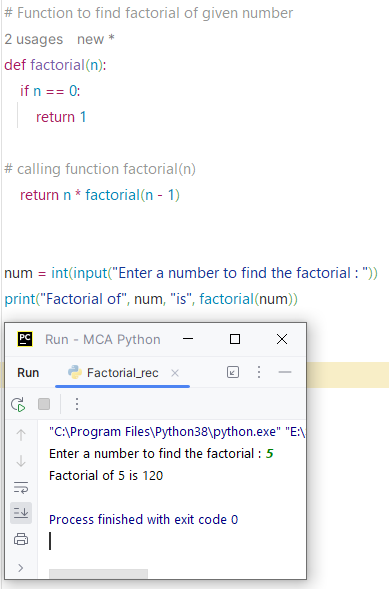 # Function to find factorial of given number
2 usages new *
def factorial(n):
    if n == 0:
        return 1
# calling function factorial(n)
    return n * factorial(n - 1)
num = int(input("Enter a number to find the factorial : "))
print("Factorial of", num, "is", factorial(num))
PC Run - MCA Python
Run Factorial_rec
"C:\Program Files\Python38\python.exe" "E:\
Enter a number to find the factorial : 5
Factorial of 5 is 120
Process finished with exit code 0